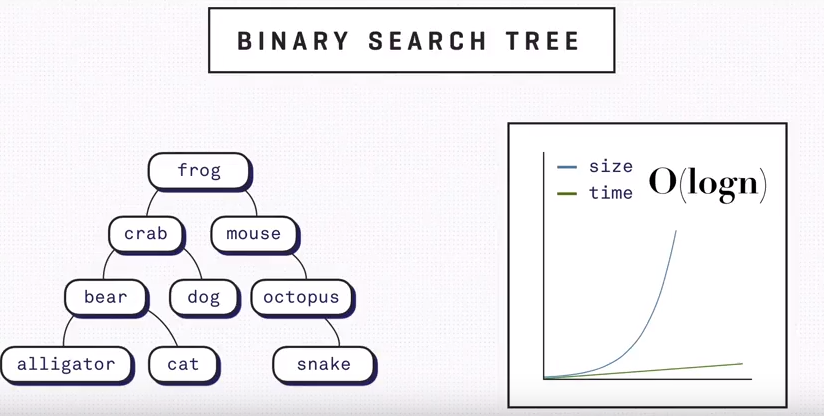 BINARY SEARCH TREE
frog
crab
mouse
bear
dog
octopus
alligator
cat
snake
size
time
O(logn)